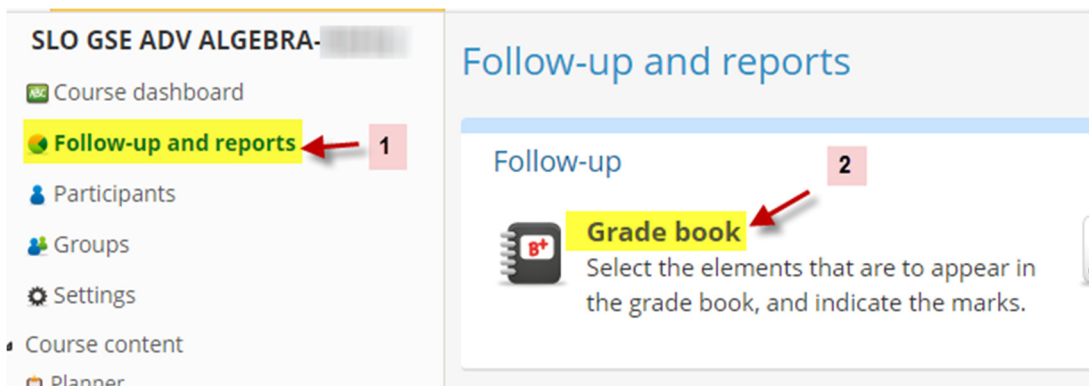 SLO GSE ADV ALGEBRA-
Course dashboard
Follow-up and reports
1
Participants
Groups
Settings
Course content
Planner
Follow-up and reports
Follow-up
2
B+
Grade book
Select the elements that are to appear in
the grade book, and indicate the marks.